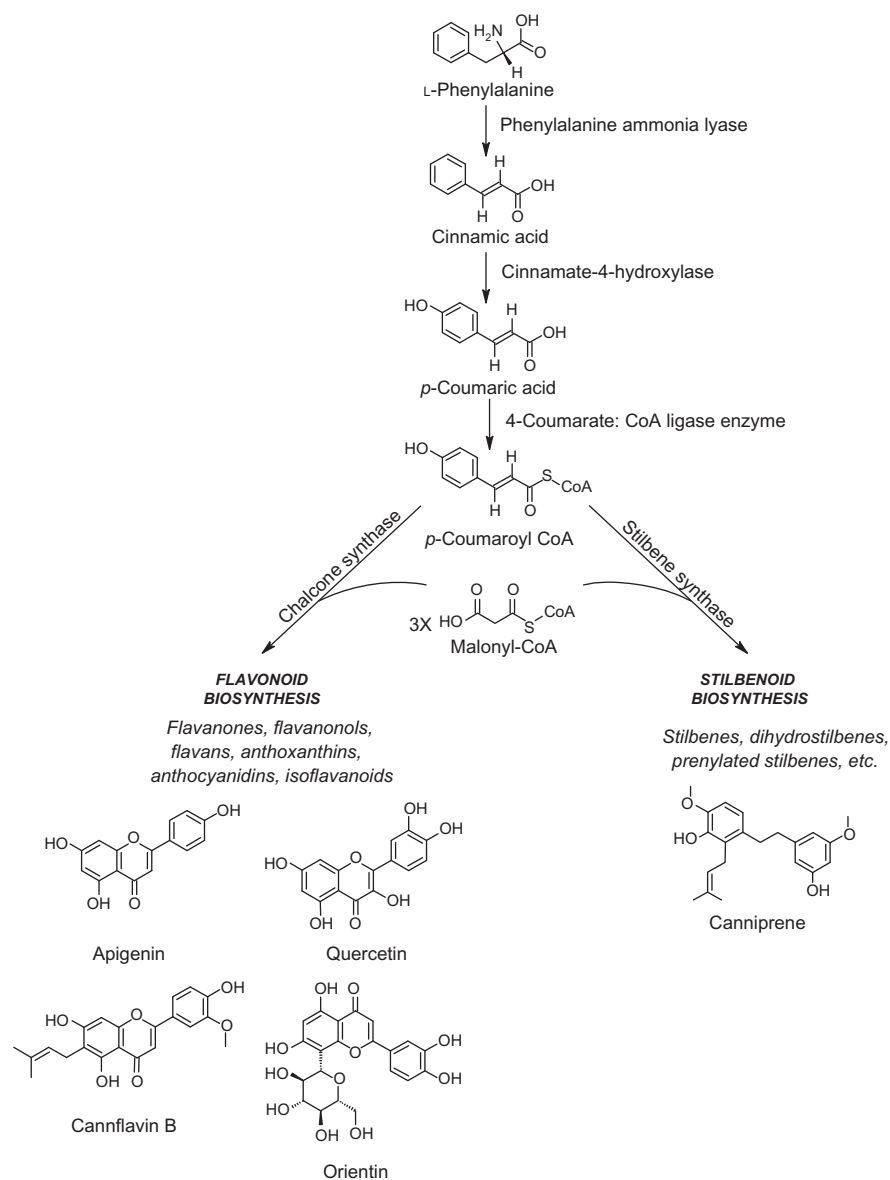 OH
H₂N
O
H
L-Phenylalanine
Phenylalanine ammonia lyase
H
OH
H
O
Cinnamic acid
Cinnamate-4-hydroxylase
HO
H
OH
H
O
p-Coumaric acid
4-Coumarate: CoA ligase enzyme
HO
H
S
CoA
H
O
p-Coumaroyl CoA
Chalcone synthase
Stilbene synthase
O O
CoA
3X HO S
Malonyl-CoA
FLAVONOID
BIOSYNTHESIS
Flavanones, flavanonols,
flavans, anthoxanthins,
anthocyanidins, isoflavanoids
STILBENOID
BIOSYNTHESIS
Stilbenes, dihydrostilbenes,
prenylated stilbenes, etc.
OH
HO O
OH O
Apigenin
HO
OH
HO O
OH
OH O
Quercetin
O
HO
O
OH
Canniprene
OH
HO O
O
OH O
Cannflavin B
OH O
OH
HO O
OH
HO O
HO
OH OH
Orientin